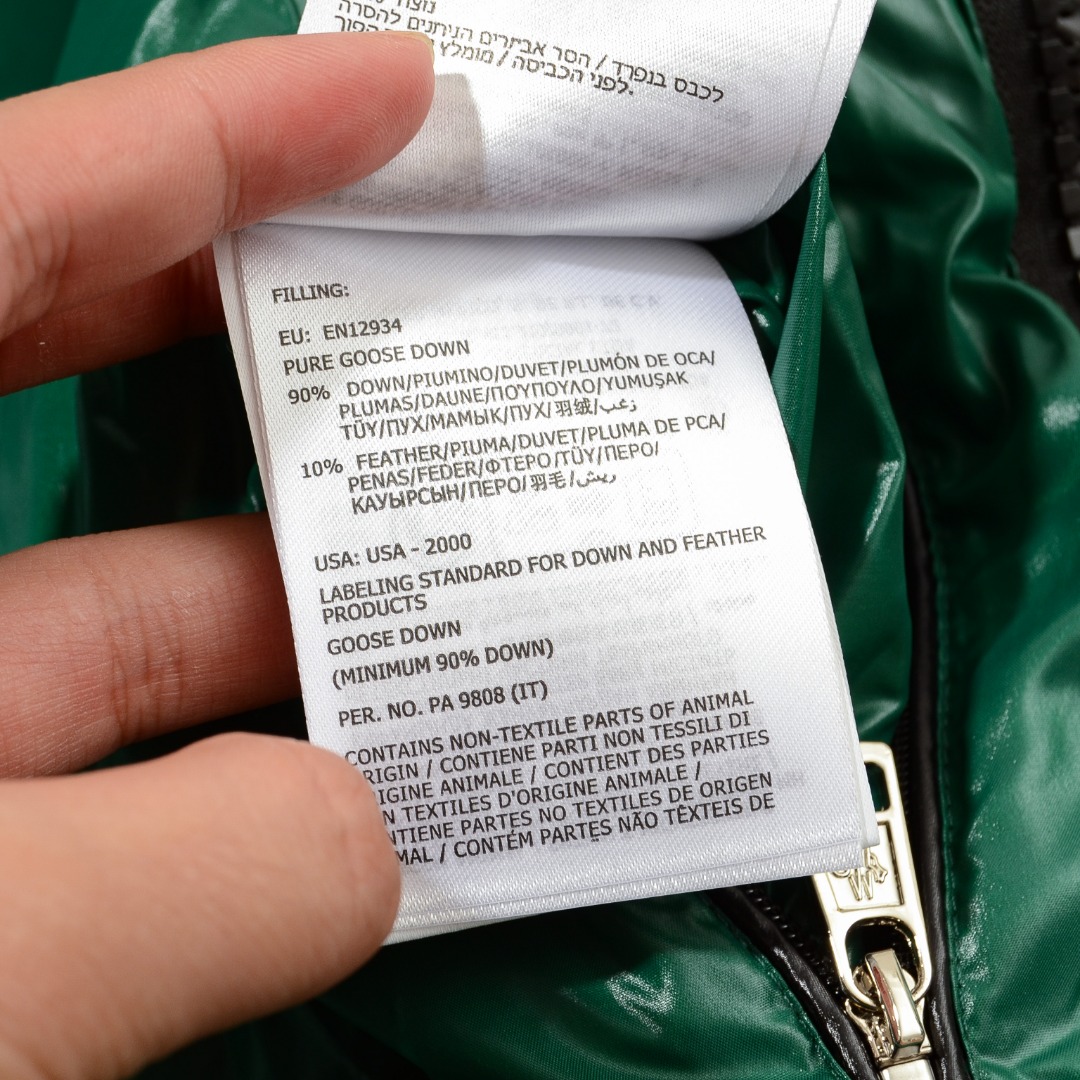 לכבס בנפרד / הסר אביזרים הניתנים להסרה
לפני הכביסה / מומלץ
FILLING:
EU: EN12934
PURE GOOSE DOWN
90% DOWN/PIUMINO/DUVET/PLUMÓN DE OCA/
PLUMAS/DAUNE/ΠΟΥΠΟΥΛΟ/YUMUŞAK
TÜY/ПУХ/МАМЫК/ПУХ/羽绒/زغب
10% FEATHER/PIUMA/DUVET/PLUMA DE PCA/
PENAS/FEDER/ΦΤΕΡΟ/TÜY/ПЕРО/
КАУЫРСЫН/ПЕРО/羽毛/ريش
USA: USA - 2000
LABELING STANDARD FOR DOWN AND FEATHER
PRODUCTS
GOOSE DOWN
(MINIMUM 90% DOWN)
PER. NO. PA 9808 (IT)
CONTAINS NON-TEXTILE PARTS OF ANIMAL
RIGIN / CONTIENE PARTI NON TESSILI DI
IGINE ANIMALE / CONTIENT DES PARTIES
N TEXTILES D'ORIGINE ANIMALE /
NTIENE PARTES NO TEXTILES DE ORIGEN
MAL / CONTÉM PARTES NÃO TÊXTEIS DE